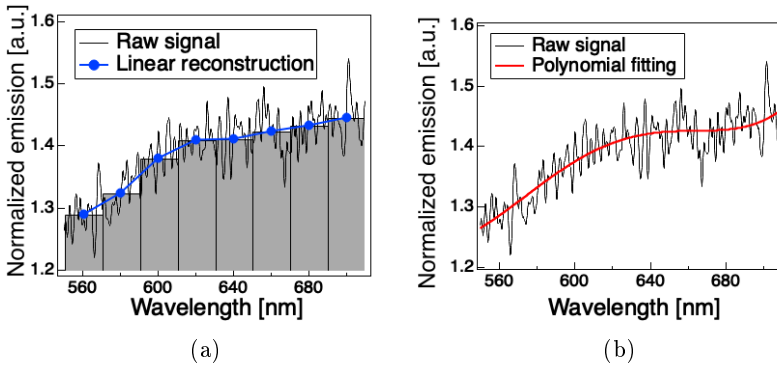 1.6
1.5
1.4
1.3
1.2
Normalized emission [a.u.]
Raw signal
Linear reconstruction
560
600
640
680
Wavelength [nm]
(a)
1.6
1.5
1.4
1.3
1.2
Normalized emission [a.u.]
Raw signal
Polynomial fitting
560
600
640
680
Wavelength [nm]
(b)